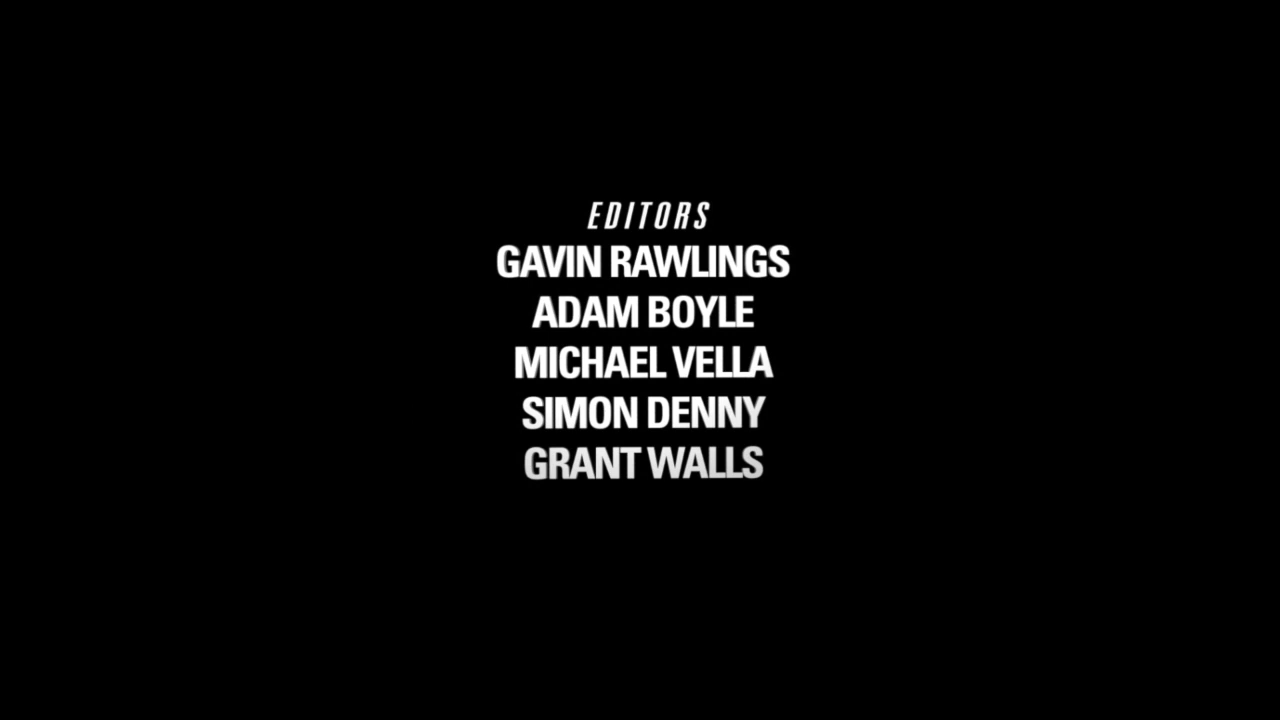 EDITORS
GAVIN RAWLINGS
ADAM BOYLE
MICHAEL VELLA
SIMON DENNY
GRANT WALLS